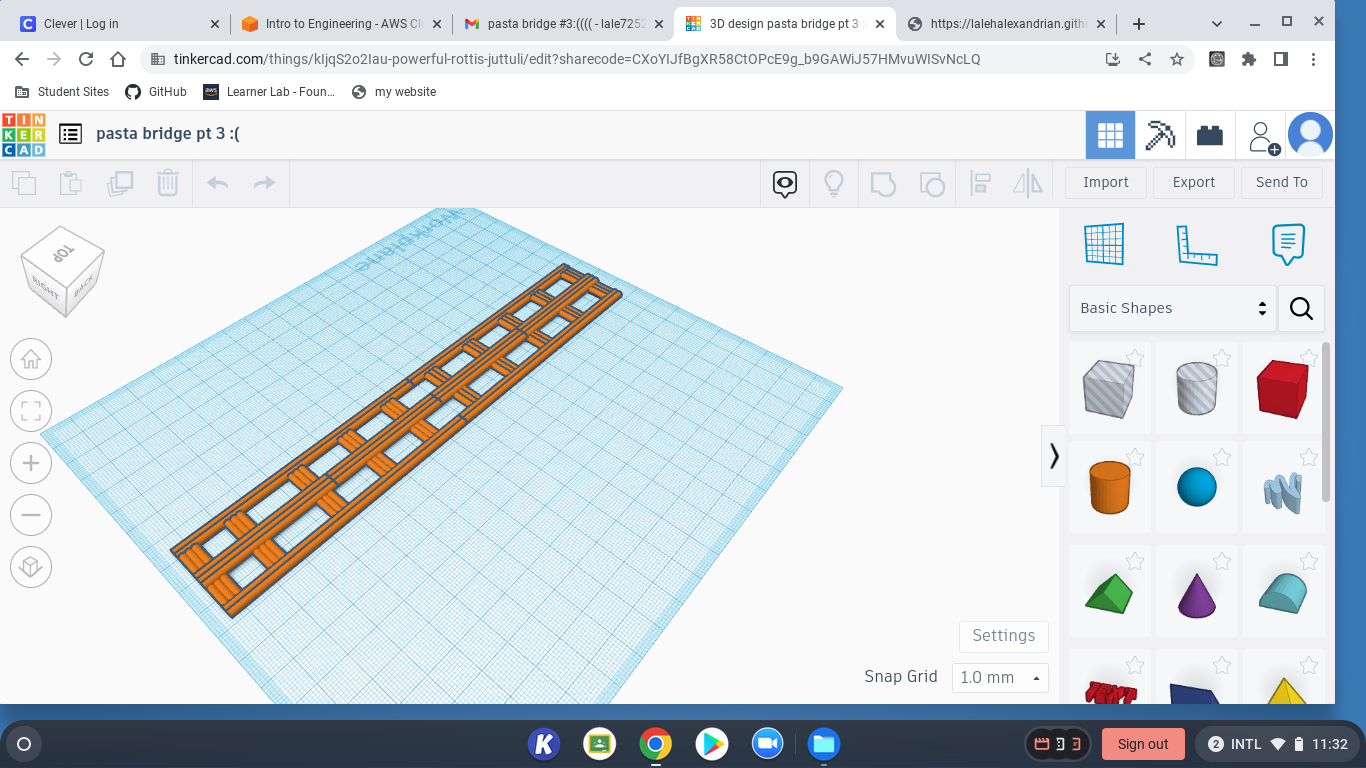 Clever | Log in
Intro to Engineering - AWS Cl
pasta bridge #3:(((( - lale7252
3D design pasta bridge pt 3 :
https://lalehalexandrian.gith
tinkercad.com/things/kIjqS2o2Iau-powerful-rottis-juttuli/edit?sharecode=CXoYIJfBgXR58CtOPcE9g_b9GAWiJ57HMvuWISvNcLQ
Student Sites
GitHub
Learner Lab - Foun...
my website
TIN
KER
CAD
pasta bridge pt 3 :(
Import
Export
Send To
Workplane
TOP
RIGHT
BACK
Basic Shapes
Settings
Snap Grid
1.0 mm
Sign out
2
INTL
11:32